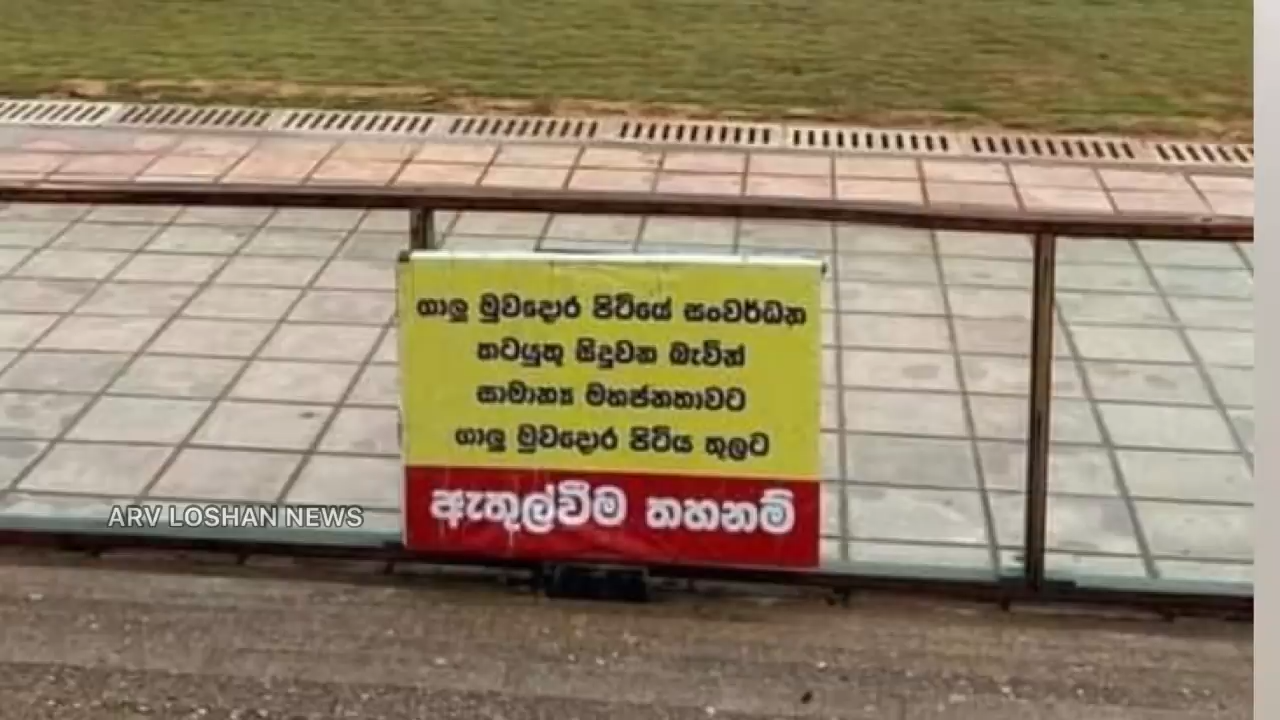 ගාලු මුවදොර පිටියේ සංවර්ධන
කටයුතු සිදුවන බැවින්
සාමාන්‍ය මහජනතාවට
ගාලු මුවදොර පිටිය තුලට
ඇතුල්වීම තහනම්
ARV LOSHAN NEWS